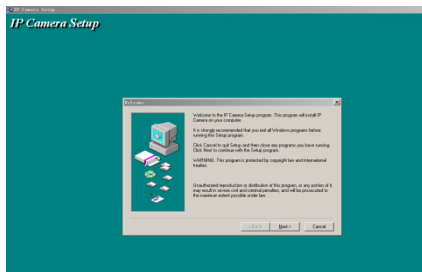 IP Camera Setup
IP Camera Setup
Welcome
Welcome to the IP Camera Setup program. This program will install IP
Camera on your computer.
It is strongly recommended that you exit all Windows programs before
running this Setup program.
Click Cancel to quit Setup and then close any programs you have running.
Click Next to continue with the Setup program.
WARNING: This program is protected by copyright law and international
treaties.
Unauthorized reproduction or distribution of this program, or any portion of it,
may result in severe civil and criminal penalties, and will be prosecuted to
the maximum extent possible under law.
< Back Next > Cancel